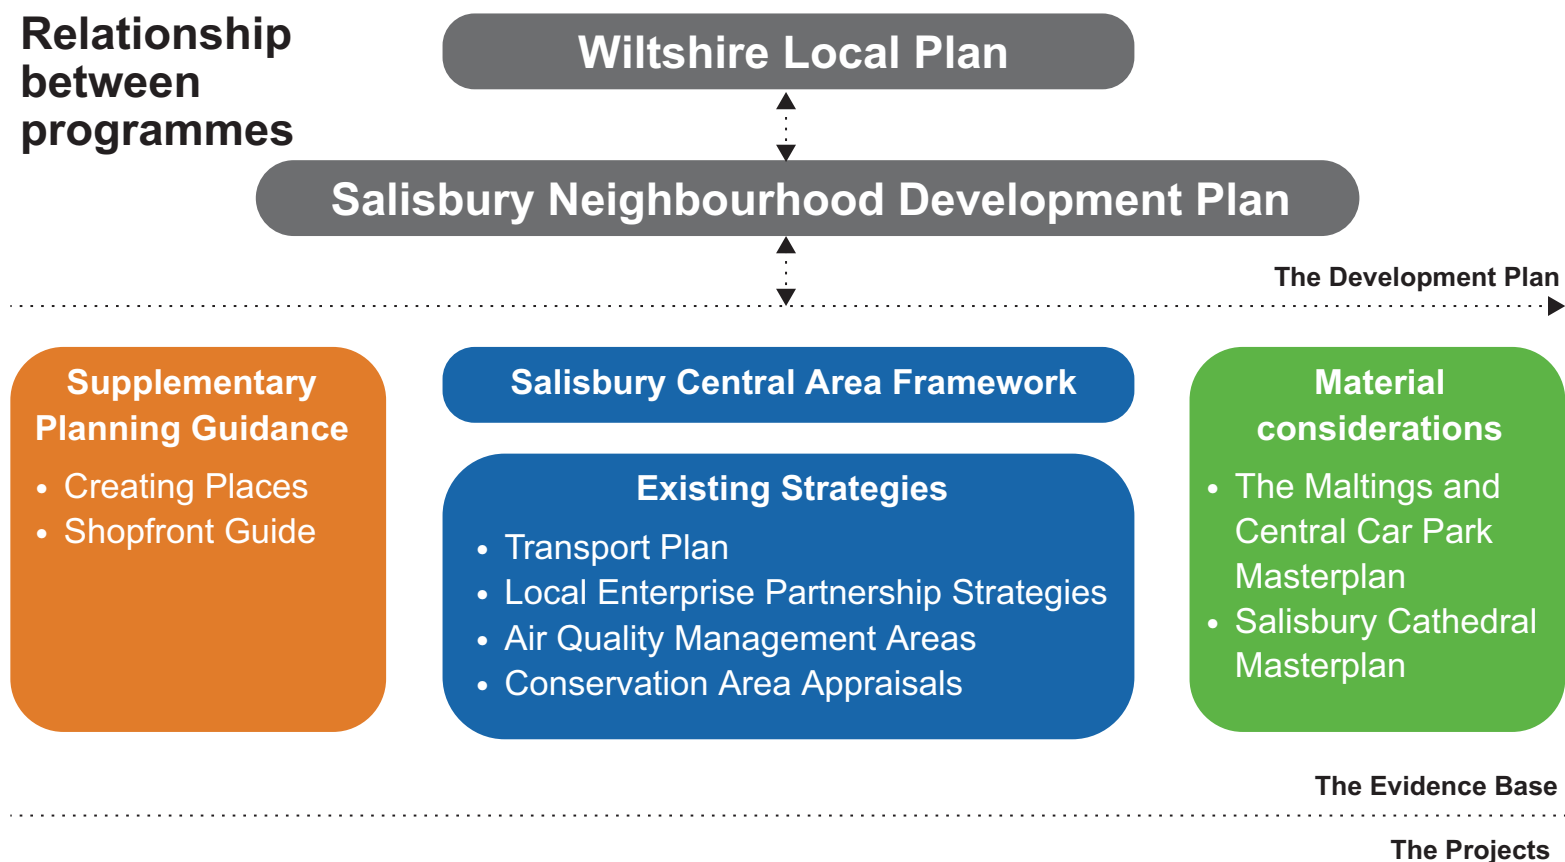 Relationship
between
programmes
Wiltshire Local Plan
Salisbury Neighbourhood Development Plan
The Development Plan
Supplementary
Planning Guidance
• Creating Places
• Shopfront Guide
Salisbury Central Area Framework
Existing Strategies
• Transport Plan
• Local Enterprise Partnership Strategies
• Air Quality Management Areas
• Conservation Area Appraisals
Material
considerations
• The Maltings and
Central Car Park
Masterplan
• Salisbury Cathedral
Masterplan
The Evidence Base
The Projects